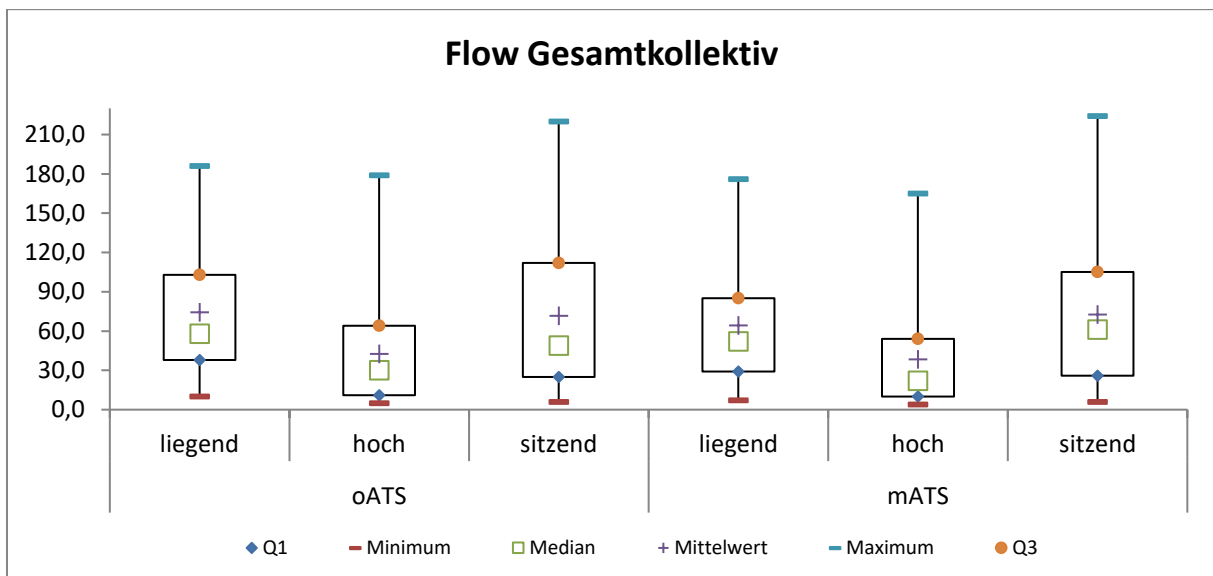 Flow Gesamtkollektiv
210,0
180,0
150,0
120,0
90,0
60,0
30,0
0,0
liegend hoch sitzend liegend hoch sitzend
oATS mATS
Q1 Minimum Median Mittelwert Maximum Q3